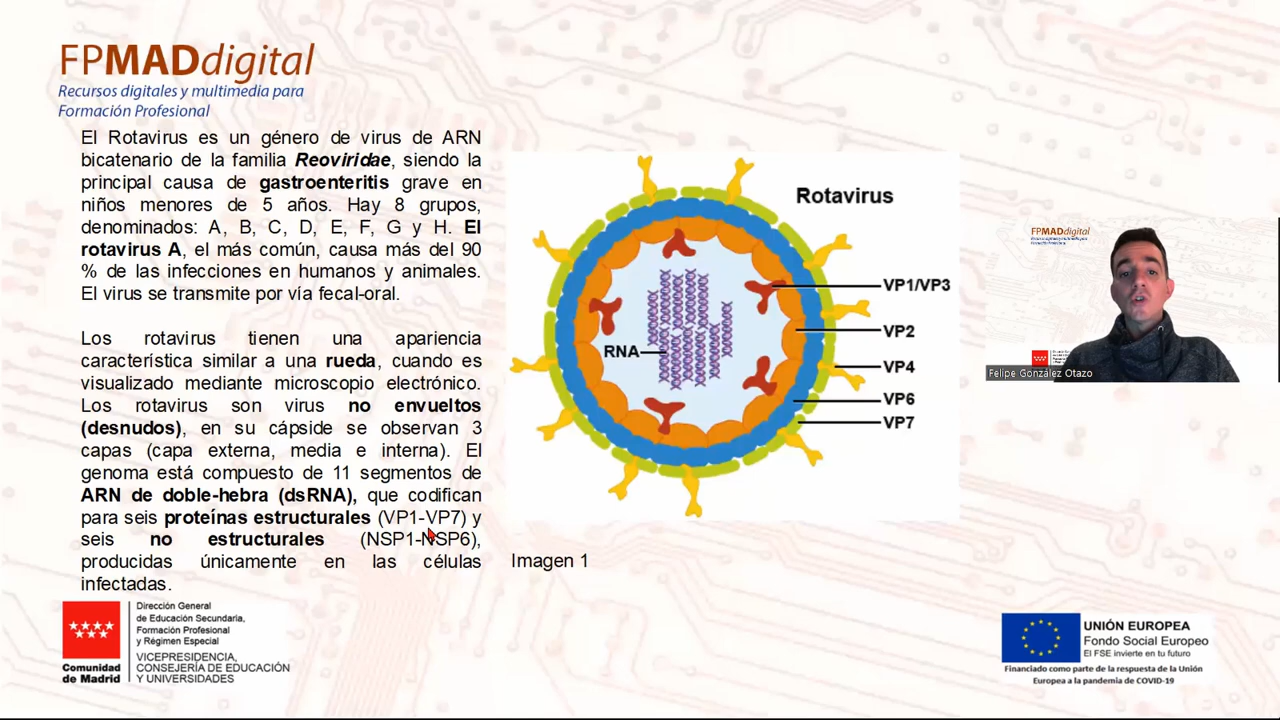 FPMADdigital
Recursos digitales y multimedia para
Formación Profesional
El Rotavirus es un género de virus de ARN
bicatenario de la familia Reoviridae, siendo la
principal causa de gastroenteritis grave en
niños menores de 5 años. Hay 8 grupos,
denominados: A, B, C, D, E, F, G y H. El
rotavirus A, el más común, causa más del 90
% de las infecciones en humanos y animales.
El virus se transmite por vía fecal-oral.
Los rotavirus tienen una apariencia
característica similar a una rueda, cuando es
visualizado mediante microscopio electrónico.
Los rotavirus son virus no envueltos
(desnudos), en su cápside se observan 3
capas (capa externa, media e interna). El
genoma está compuesto de 11 segmentos de
ARN de doble-hebra (dsRNA), que codifican
para seis proteínas estructurales (VP1-VP7) y
seis no estructurales (NSP1-NSP6),
producidas únicamente en las células
infectadas.
Rotavirus
VP1/VP3
VP2
RNA
VP4
VP6
VP7
Imagen 1
FPMADdigital
Felipe González Otazo
Comunidad
de Madrid
Dirección General
de Educación Secundaria,
Formación Profesional
y Régimen Especial
VICEPRESIDENCIA,
CONSEJERÍA DE EDUCACIÓN
Y UNIVERSIDADES
UNIÓN EUROPEA
Fondo Social Europeo
El FSE invierte en tu futuro
Financiado como parte de la respuesta de la Unión
Europea a la pandemia de COVID-19